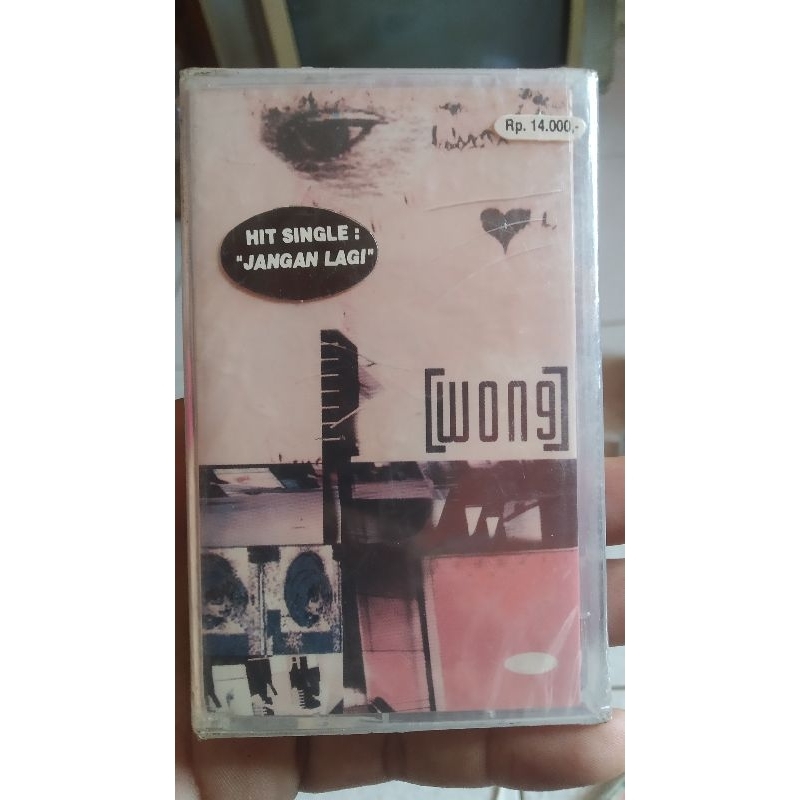 Rp. 14.000,-
HIT SINGLE :
"JANGAN LAGI"
[wong]